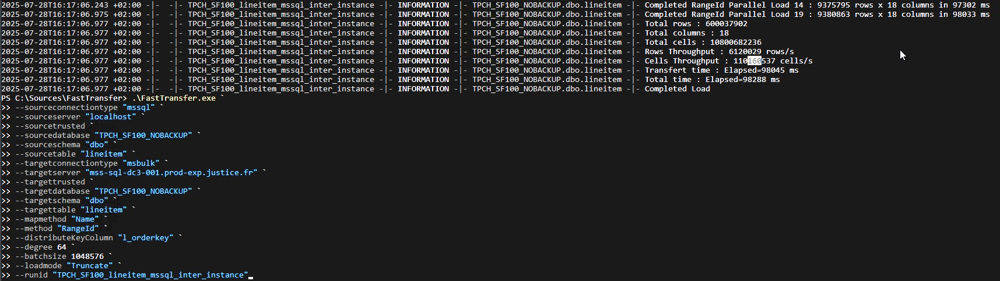 2025-07-28T16:17:06.243 +02:00 -|-  -|- TPCH_SF100_lineitem_mssql_inter_instance -|- INFORMATION -|- TPCH_SF100_NOBACKUP.dbo.lineitem -|- Completed RangeId Parallel Load 14 : 9375795 rows x 18 columns in 97302 ms
2025-07-28T16:17:06.975 +02:00 -|-  -|- TPCH_SF100_lineitem_mssql_inter_instance -|- INFORMATION -|- TPCH_SF100_NOBACKUP.dbo.lineitem -|- Completed RangeId Parallel Load 19 : 9380863 rows x 18 columns in 98033 ms
2025-07-28T16:17:06.977 +02:00 -|-  -|- TPCH_SF100_lineitem_mssql_inter_instance -|- INFORMATION -|- TPCH_SF100_NOBACKUP.dbo.lineitem -|- Total rows : 600037902
2025-07-28T16:17:06.977 +02:00 -|-  -|- TPCH_SF100_lineitem_mssql_inter_instance -|- INFORMATION -|- TPCH_SF100_NOBACKUP.dbo.lineitem -|- Total columns : 18
2025-07-28T16:17:06.977 +02:00 -|-  -|- TPCH_SF100_lineitem_mssql_inter_instance -|- INFORMATION -|- TPCH_SF100_NOBACKUP.dbo.lineitem -|- Total cells : 10800682236
2025-07-28T16:17:06.977 +02:00 -|-  -|- TPCH_SF100_lineitem_mssql_inter_instance -|- INFORMATION -|- TPCH_SF100_NOBACKUP.dbo.lineitem -|- Rows Throughput : 6120029 rows/s
2025-07-28T16:17:06.977 +02:00 -|-  -|- TPCH_SF100_lineitem_mssql_inter_instance -|- INFORMATION -|- TPCH_SF100_NOBACKUP.dbo.lineitem -|- Cells Throughput : 110160537 cells/s
2025-07-28T16:17:06.977 +02:00 -|-  -|- TPCH_SF100_lineitem_mssql_inter_instance -|- INFORMATION -|- TPCH_SF100_NOBACKUP.dbo.lineitem -|- Transfert time : Elapsed=98045 ms
2025-07-28T16:17:06.977 +02:00 -|-  -|- TPCH_SF100_lineitem_mssql_inter_instance -|- INFORMATION -|- TPCH_SF100_NOBACKUP.dbo.lineitem -|- Total time : Elapsed=98288 ms
2025-07-28T16:17:06.977 +02:00 -|-  -|- TPCH_SF100_lineitem_mssql_inter_instance -|- INFORMATION -|- TPCH_SF100_NOBACKUP.dbo.lineitem -|- Completed Load
PS C:\Sources\FastTransfer> .\FastTransfer.exe `
>> --sourceconnectiontype "mssql" `
>> --sourceserver "localhost" `
>> --sourcetrusted `
>> --sourcedatabase "TPCH_SF100_NOBACKUP" `
>> --sourceschema "dbo" `
>> --sourcetable "lineitem" `
>> --targetconnectiontype "msbulk" `
>> --targetserver "mss-sql-dc3-001.prod-exp.justice.fr" `
>> --targettrusted `
>> --targetdatabase "TPCH_SF100_NOBACKUP" `
>> --targetschema "dbo" `
>> --targettable "lineitem" `
>> --mapmethod "Name" `
>> --method "RangeId" `
>> --distributeKeyColumn "l_orderkey" `
>> --degree 64 `
>> --batchsize 1048576 `
>> --loadmode "Truncate" `
>> --runid "TPCH_SF100_lineitem_mssql_inter_instance"